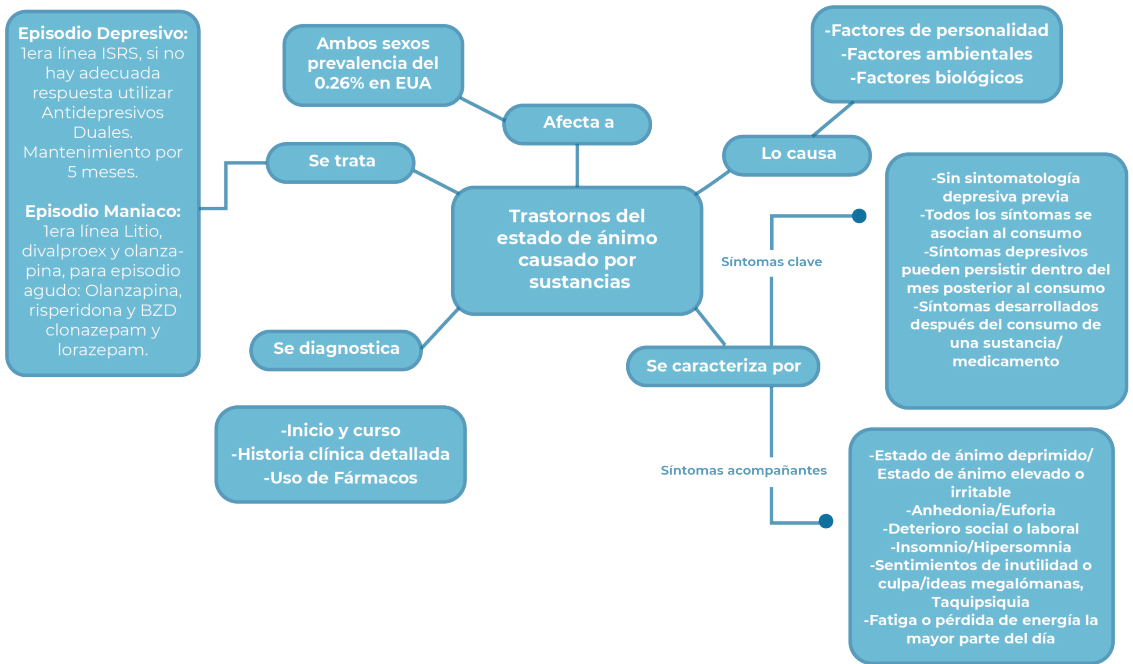 Episodio Depresivo:
1era línea ISRS, si no
hay adecuada
respuesta utilizar
Antidepresivos
Duales.
Mantenimiento por
5 meses.
Episodio Maniaco:
1era línea Litio,
divalproex y olanza-
pina, para episodio
agudo: Olanzapina,
risperidona y BZD
clonazepam y
lorazepam.
Se trata
Ambos sexos
prevalencia del
0.26% en EUA
Afecta a
-Factores de personalidad
-Factores ambientales
-Factores biológicos
Lo causa
Trastornos del
estado de ánimo
causado por
sustancias
Se diagnostica
-Inicio y curso
-Historia clínica detallada
-Uso de Fármacos
Se caracteriza por
Síntomas clave
-Sin sintomatología
depresiva previa
-Todos los síntomas se
asocian al consumo
-Síntomas depresivos
pueden persistir dentro del
mes posterior al consumo
-Síntomas desarrollados
después del consumo de
una sustancia/
medicamento
Síntomas acompañantes
-Estado de ánimo deprimido/
Estado de ánimo elevado o
irritable
-Anhedonia/Euforia
-Deterioro social o laboral
-Insomnio/Hipersomnia
-Sentimientos de inutilidad o
culpa/ideas megalómanas,
Taquipsiquia
-Fatiga o pérdida de energía la
mayor parte del día